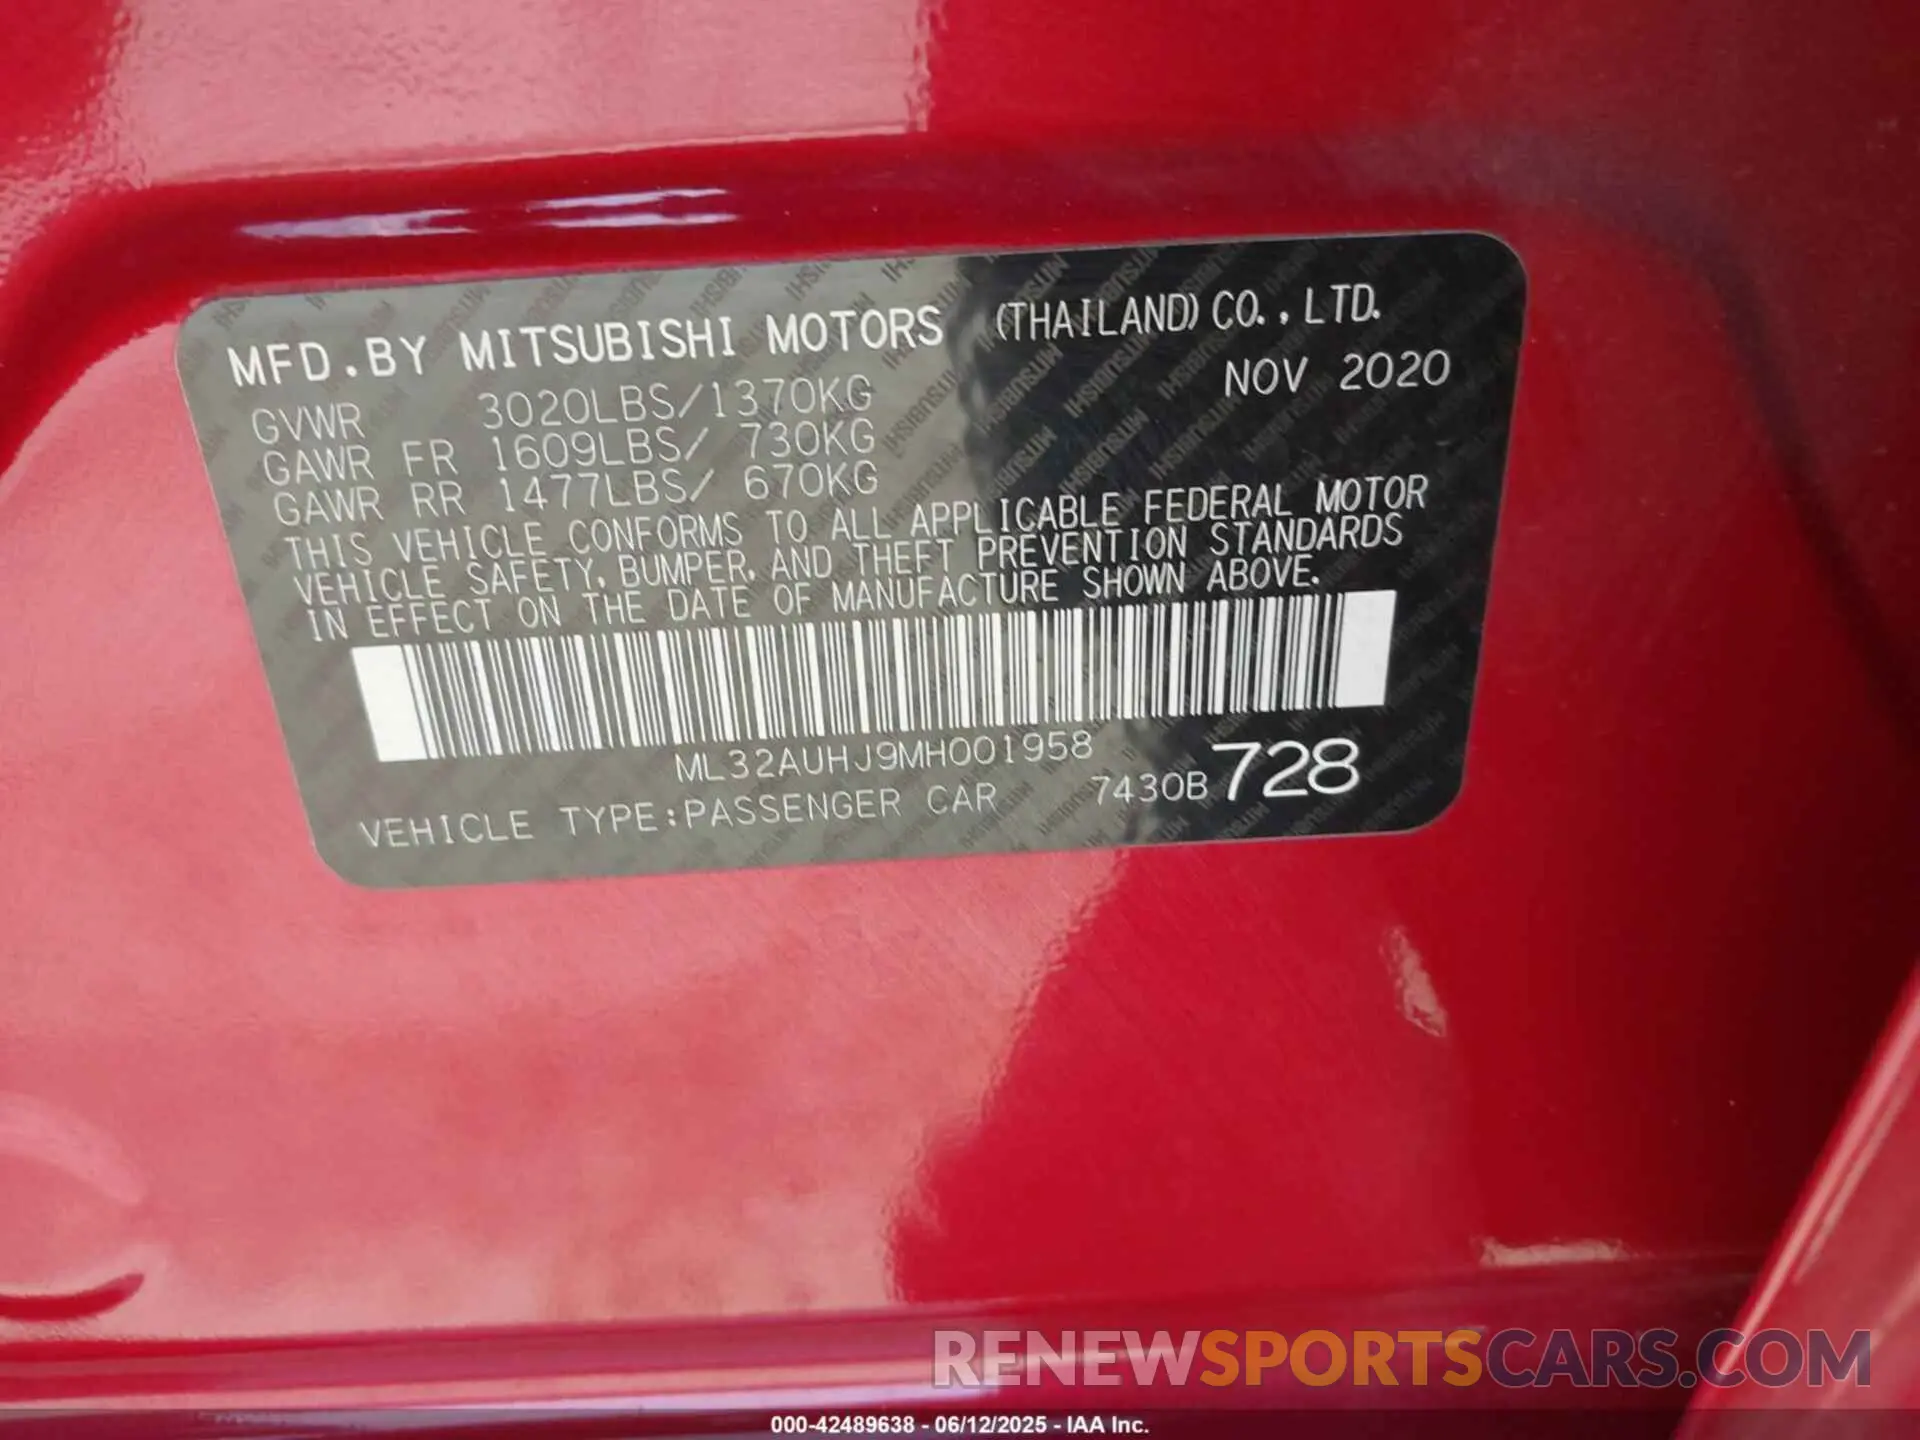 MFD.BY MITSUBISHI MOTORS (THAILAND) CO.,LTD.
NOV 2020
GVWR 3020LBS/1370KG
GAWR FR 1609LBS/ 730KG
GAWR RR 1477LBS/ 670KG
THIS VEHICLE CONFORMS TO ALL APPLICABLE FEDERAL MOTOR
VEHICLE SAFETY, BUMPER, AND THEFT PREVENTION STANDARDS
IN EFFECT ON THE DATE OF MANUFACTURE SHOWN ABOVE.
ML32AUHJ9MH001958
VEHICLE TYPE:PASSENGER CAR 7430B 728
RENEWSPORTSCARS.COM
000-42489638 - 06/12/2025 - IAA Inc.